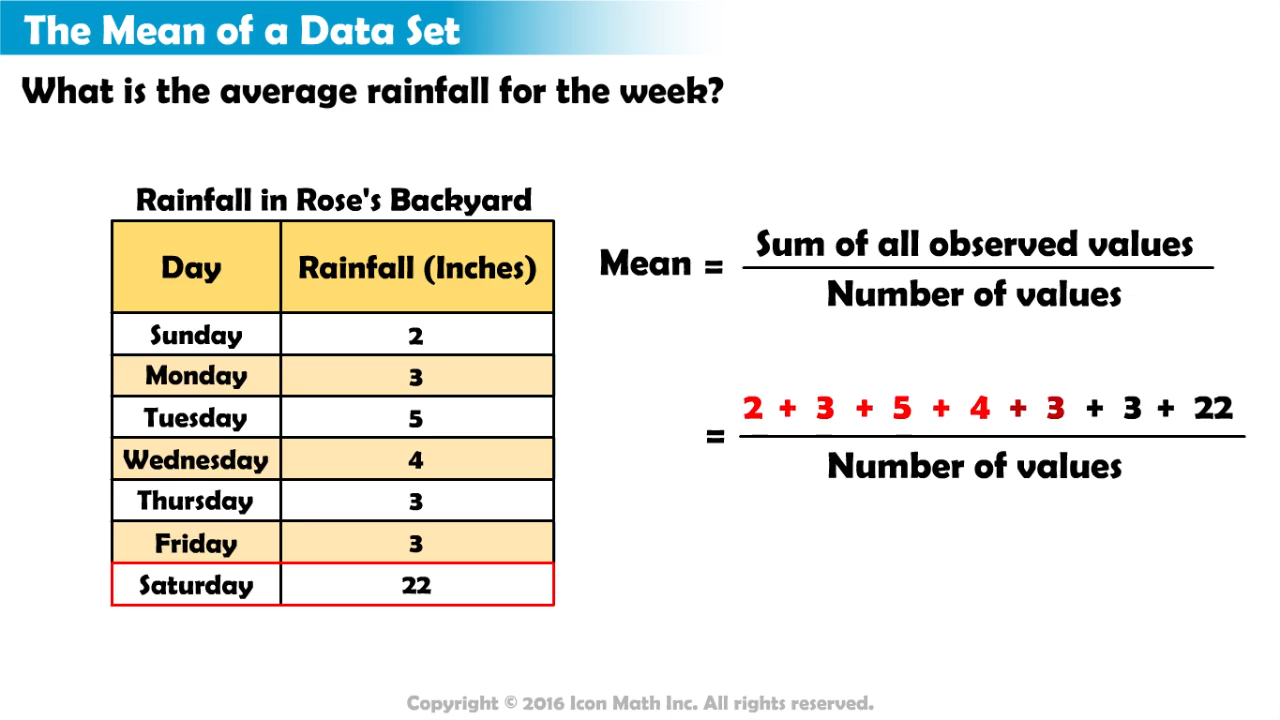 The Mean of a Data Set
What is the average rainfall for the week?
Rainfall in Rose's Backyard
Day Rainfall (Inches)
Sunday 2
Monday 3
Tuesday 5
Wednesday 4
Thursday 3
Friday 3
Saturday 22
Mean = Sum of all observed values
Number of values
= 2 + 3 + 5 + 4 + 3 + 3 + 22
Number of values
Copyright © 2016 Icon Math Inc. All rights reserved.